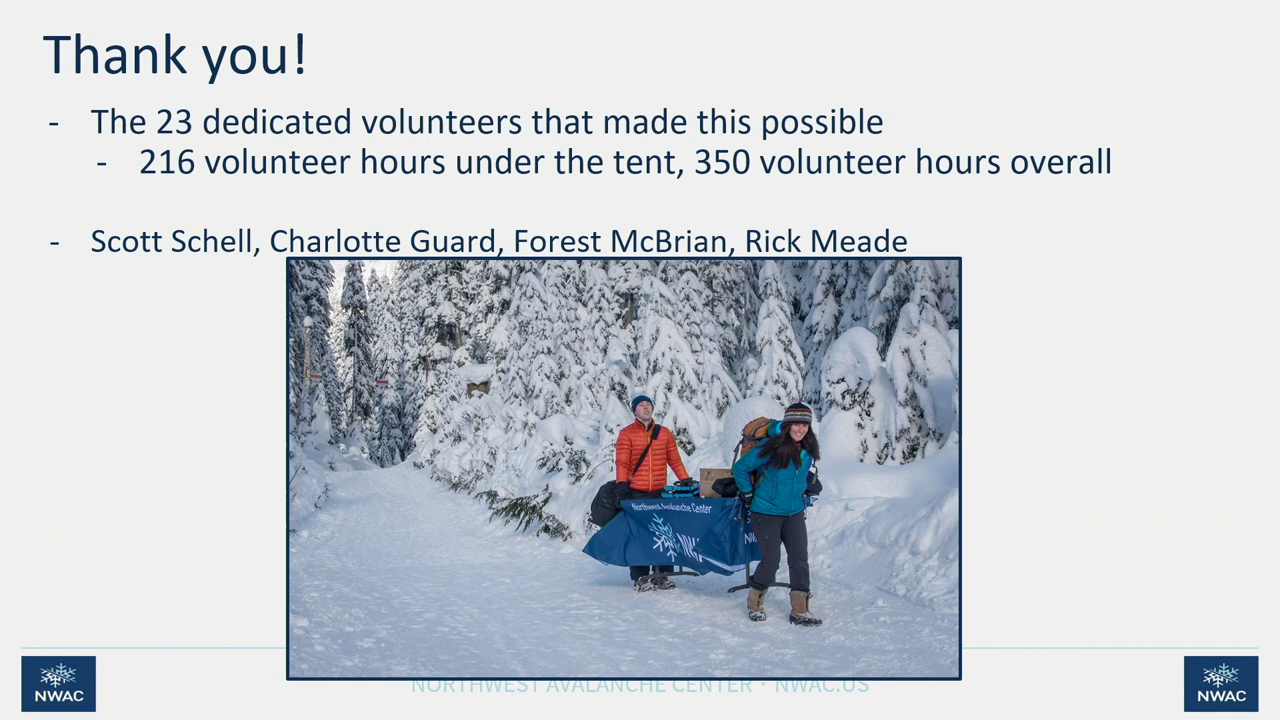 Thank you!
- The 23 dedicated volunteers that made this possible
- 216 volunteer hours under the tent, 350 volunteer hours overall
- Scott Schell, Charlotte Guard, Forest McBrian, Rick Meade
Northwest Avalanche Center
NW
NWAC
NORTHWEST AVALANCHE CENTER · NWAC.US
NWAC